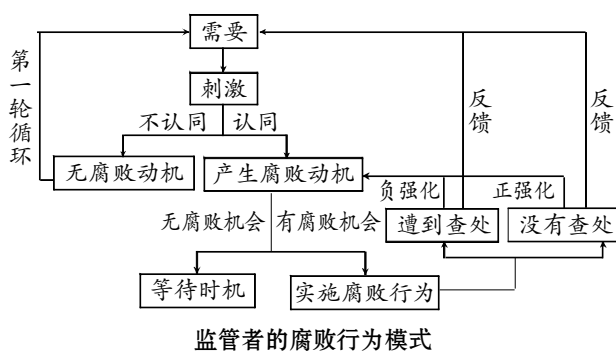 需要
第一轮循环
刺激
不认同 认同
反馈
反馈
无腐败动机
产生腐败动机
负强化
正强化
无腐败机会 有腐败机会
遭到查处
没有查处
等待时机
实施腐败行为
监管者的腐败行为模式